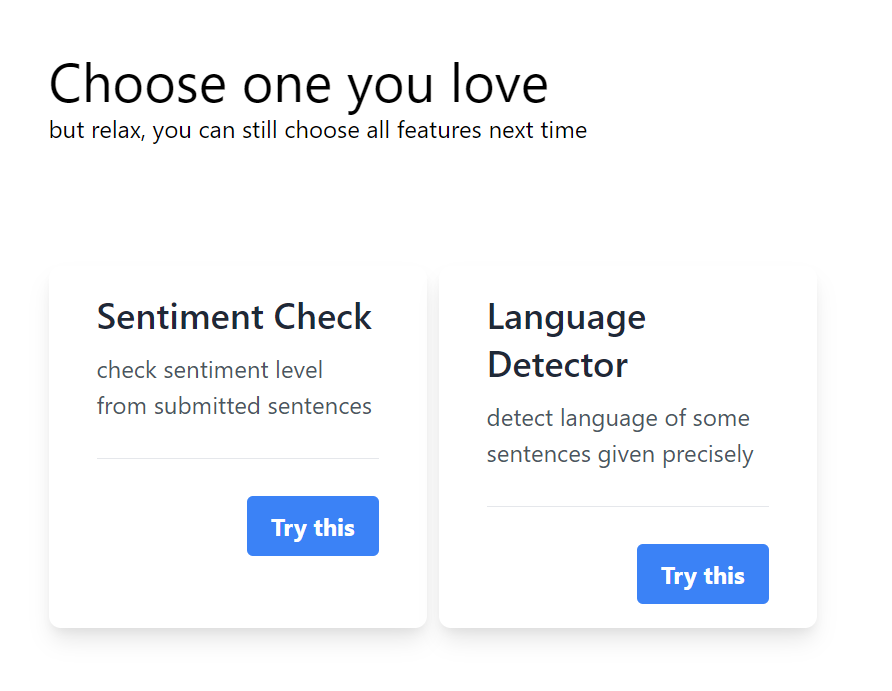 Choose one you love
but relax, you can still choose all features next time
Sentiment Check
check sentiment level
from submitted sentences
Try this
Language
Detector
detect language of some
sentences given precisely
Try this